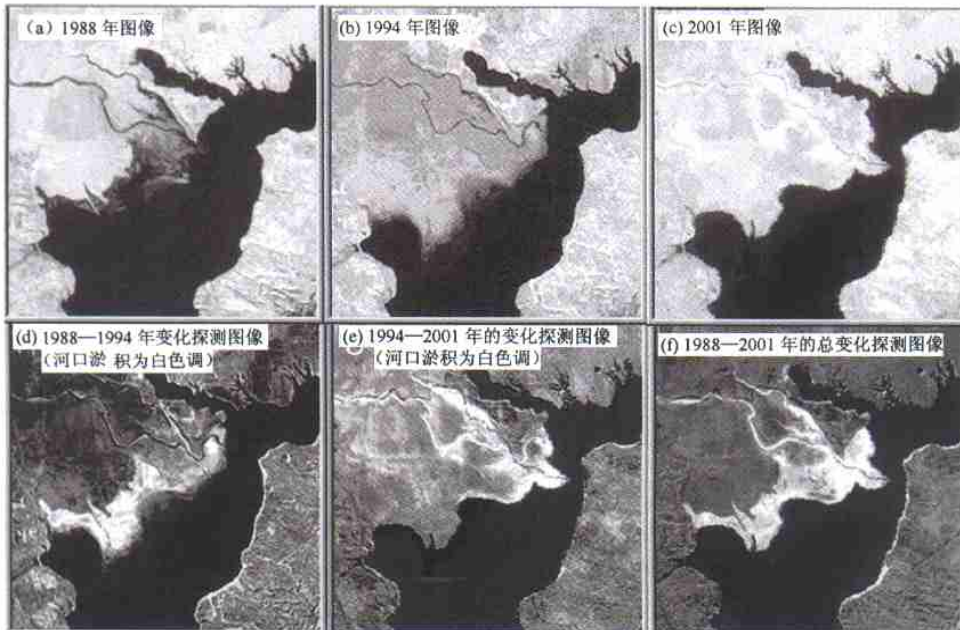 (a) 1988 年图像
(b) 1994 年图像
(c) 2001 年图像
(d) 1988—1994 年变化探测图像
(河口淤 积为白色调)
(e) 1994—2001 年的变化探测图像
(河口淤积为白色调)
(f) 1988—2001 年的总变化探测图像